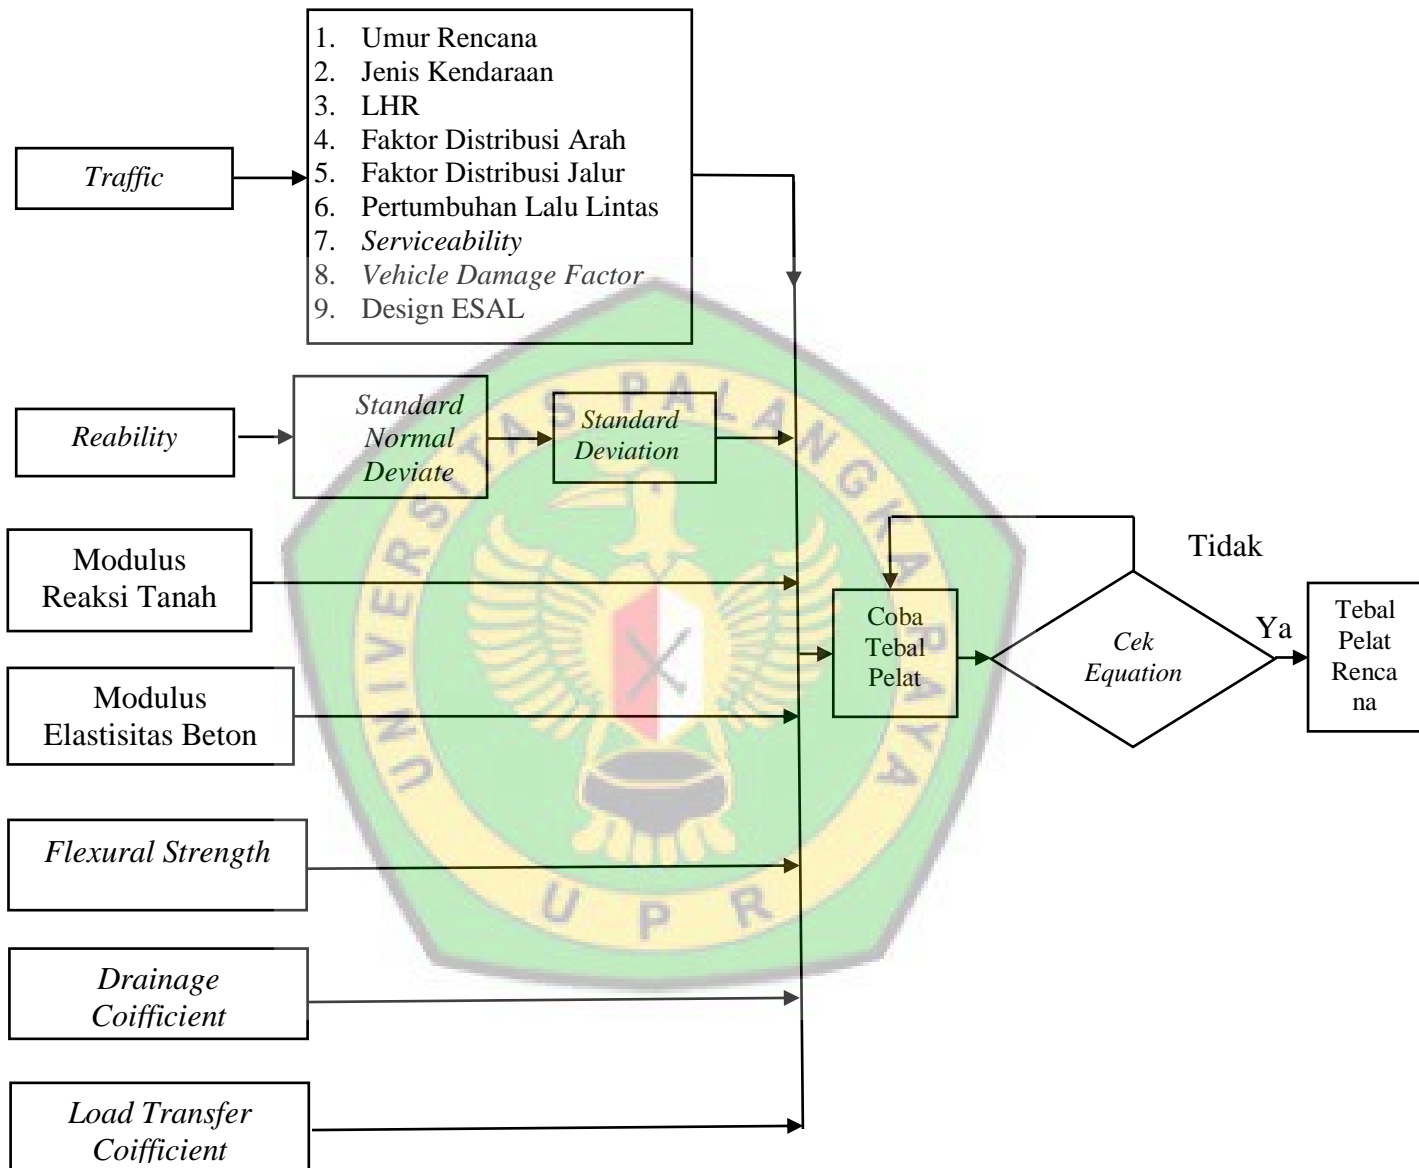 1. Umur Rencana
2. Jenis Kendaraan
3. LHR
4. Faktor Distribusi Arah
5. Faktor Distribusi Jalur
6. Pertumbuhan Lalu Lintas
7. Serviceability
8. Vehicle Damage Factor
9. Design ESAL
Traffic
Reability
Standard
Normal
Deviate
Standard
Deviation
Modulus
Reaksi Tanah
Modulus
Elastisitas Beton
Flexural Strength
Drainage
Coifficient
Load Transfer
Coifficient
Coba
Tebal
Pelat
Cek
Equation
Tidak
Ya
Tebal
Pelat
Renca
na
UNIVERSITAS PALANGKA RAYA
UPR